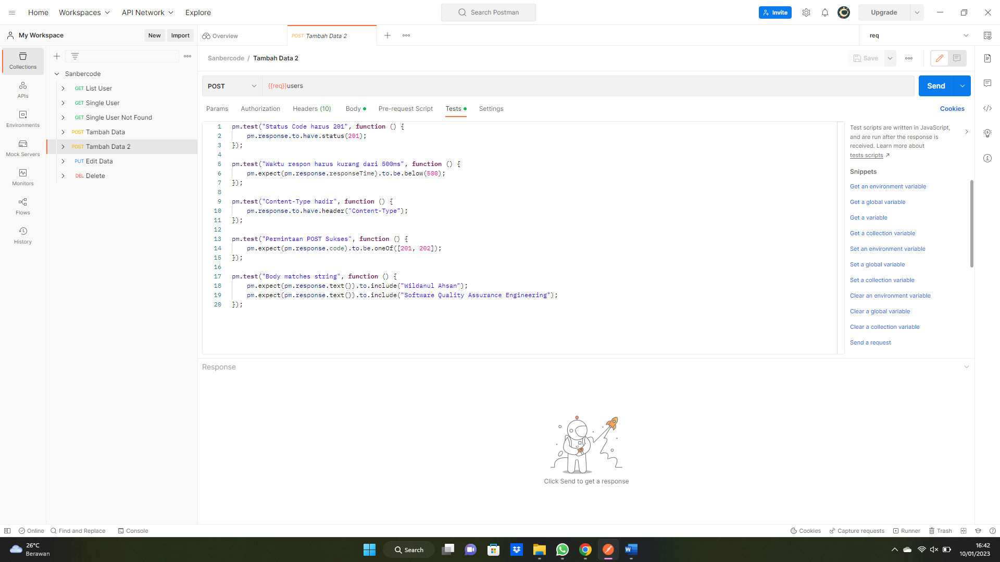 Home Workspaces API Network Explore Search Postman Invite Upgrade
My Workspace New Import Overview POST Tambah Data 2 req
Sanbercode / Tambah Data 2 Save
Collections
APIs
Environments
Mock Servers
Monitors
Flows
History
Sanbercode
GET List User
GET Single User
GET Single User Not Found
POST Tambah Data
POST Tambah Data 2
PUT Edit Data
DEL Delete
POST {{req}}users Send
Params Authorization Headers (10) Body Pre-request Script Tests Settings Cookies
1 pm.test("Status Code harus 201", function () {
2 pm.response.to.have.status(201);
3 });
4
5 pm.test("Waktu respon harus kurang dari 500ms", function () {
6 pm.expect(pm.response.responseTime).to.be.below(500);
7 });
8
9 pm.test("Content-Type hadir", function () {
10 pm.response.to.have.header("Content-Type");
11 });
12
13 pm.test("Permintaan POST Sukses", function () {
14 pm.expect(pm.response.code).to.be.oneOf([201, 202]);
15 });
16
17 pm.test("Body matches string", function () {
18 pm.expect(pm.response.text()).to.include("Wildanul Ahsan");
19 pm.expect(pm.response.text()).to.include("Software Quality Assurance Engineering");
20 });
Test scripts are written in JavaScript,
and are run after the response is
received. Learn more about
tests scripts ↗
Snippets
Get an environment variable
Get a global variable
Get a variable
Get a collection variable
Set an environment variable
Set a global variable
Set a collection variable
Clear an environment variable
Clear a global variable
Clear a collection variable
Send a request
Response
Click Send to get a response
Online Find and Replace Console Cookies Capture requests Runner Trash
26°C
Berawan
Search
16:42
10/01/2023